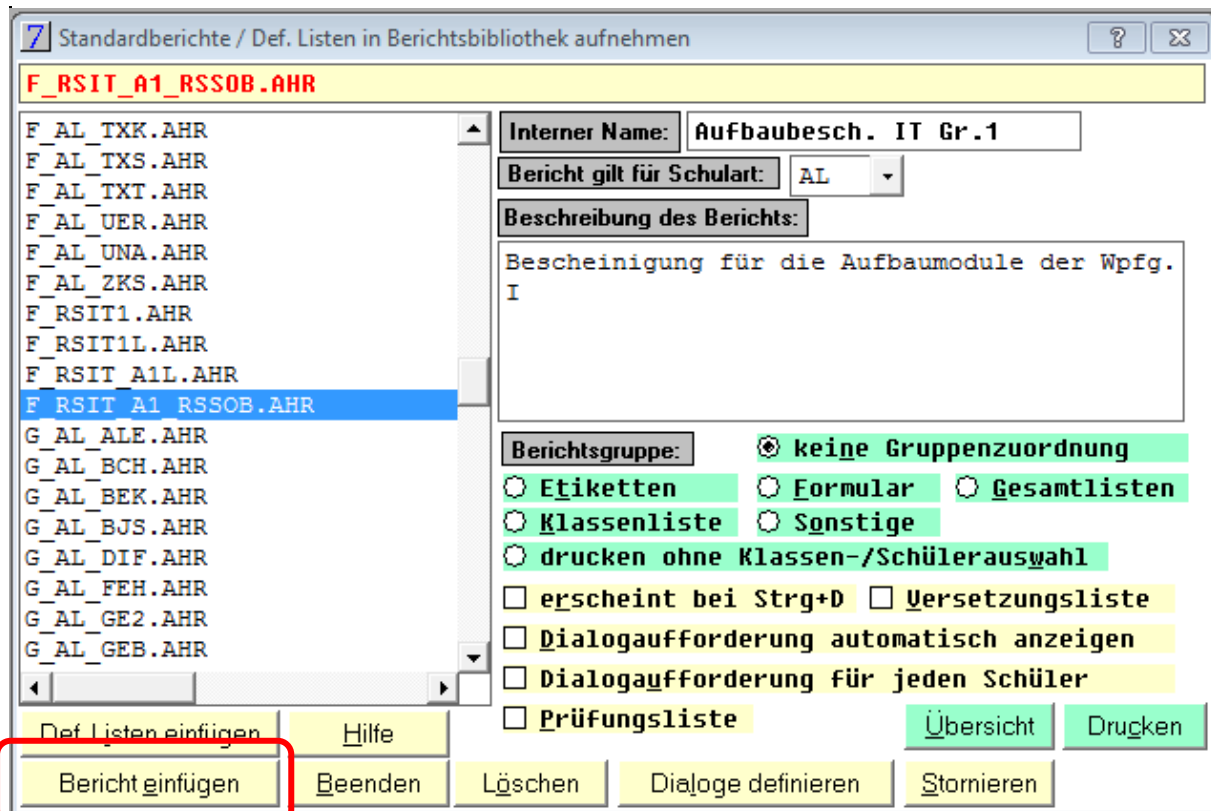 7 Standardberichte / Def. Listen in Berichtsbibliothek aufnehmen ?
F_RSIT_A1_RSSOB.AHR
F_AL_TXK.AHR
F_AL_TXS.AHR
F_AL_TXT.AHR
F_AL_UER.AHR
F_AL_UNA.AHR
F_AL_ZKS.AHR
F_RSIT1.AHR
F_RSIT1L.AHR
F_RSIT_A1L.AHR
F_RSIT_A1_RSSOB.AHR
G_AL_ALE.AHR
G_AL_BCH.AHR
G_AL_BEK.AHR
G_AL_BJS.AHR
G_AL_DIF.AHR
G_AL_FEH.AHR
G_AL_GE2.AHR
G_AL_GEB.AHR
Interner Name: Aufbaubesch. IT Gr.1
Bericht gilt für Schulart: AL
Beschreibung des Berichts:
Bescheinigung für die Aufbaumodule der Wpfg.
I
Berichtsgruppe: keine Gruppenzuordnung
Etiketten Formular Gesamtlisten
Klassenliste Sonstige
drucken ohne Klassen-/Schülerauswahl
erscheint bei Strg+D Versetzungsliste
Dialogaufforderung automatisch anzeigen
Dialogaufforderung für jeden Schüler
Prüfungsliste Übersicht Drucken
Def. Listen einfügen Hilfe
Bericht einfügen Beenden Löschen Dialoge definieren Stornieren